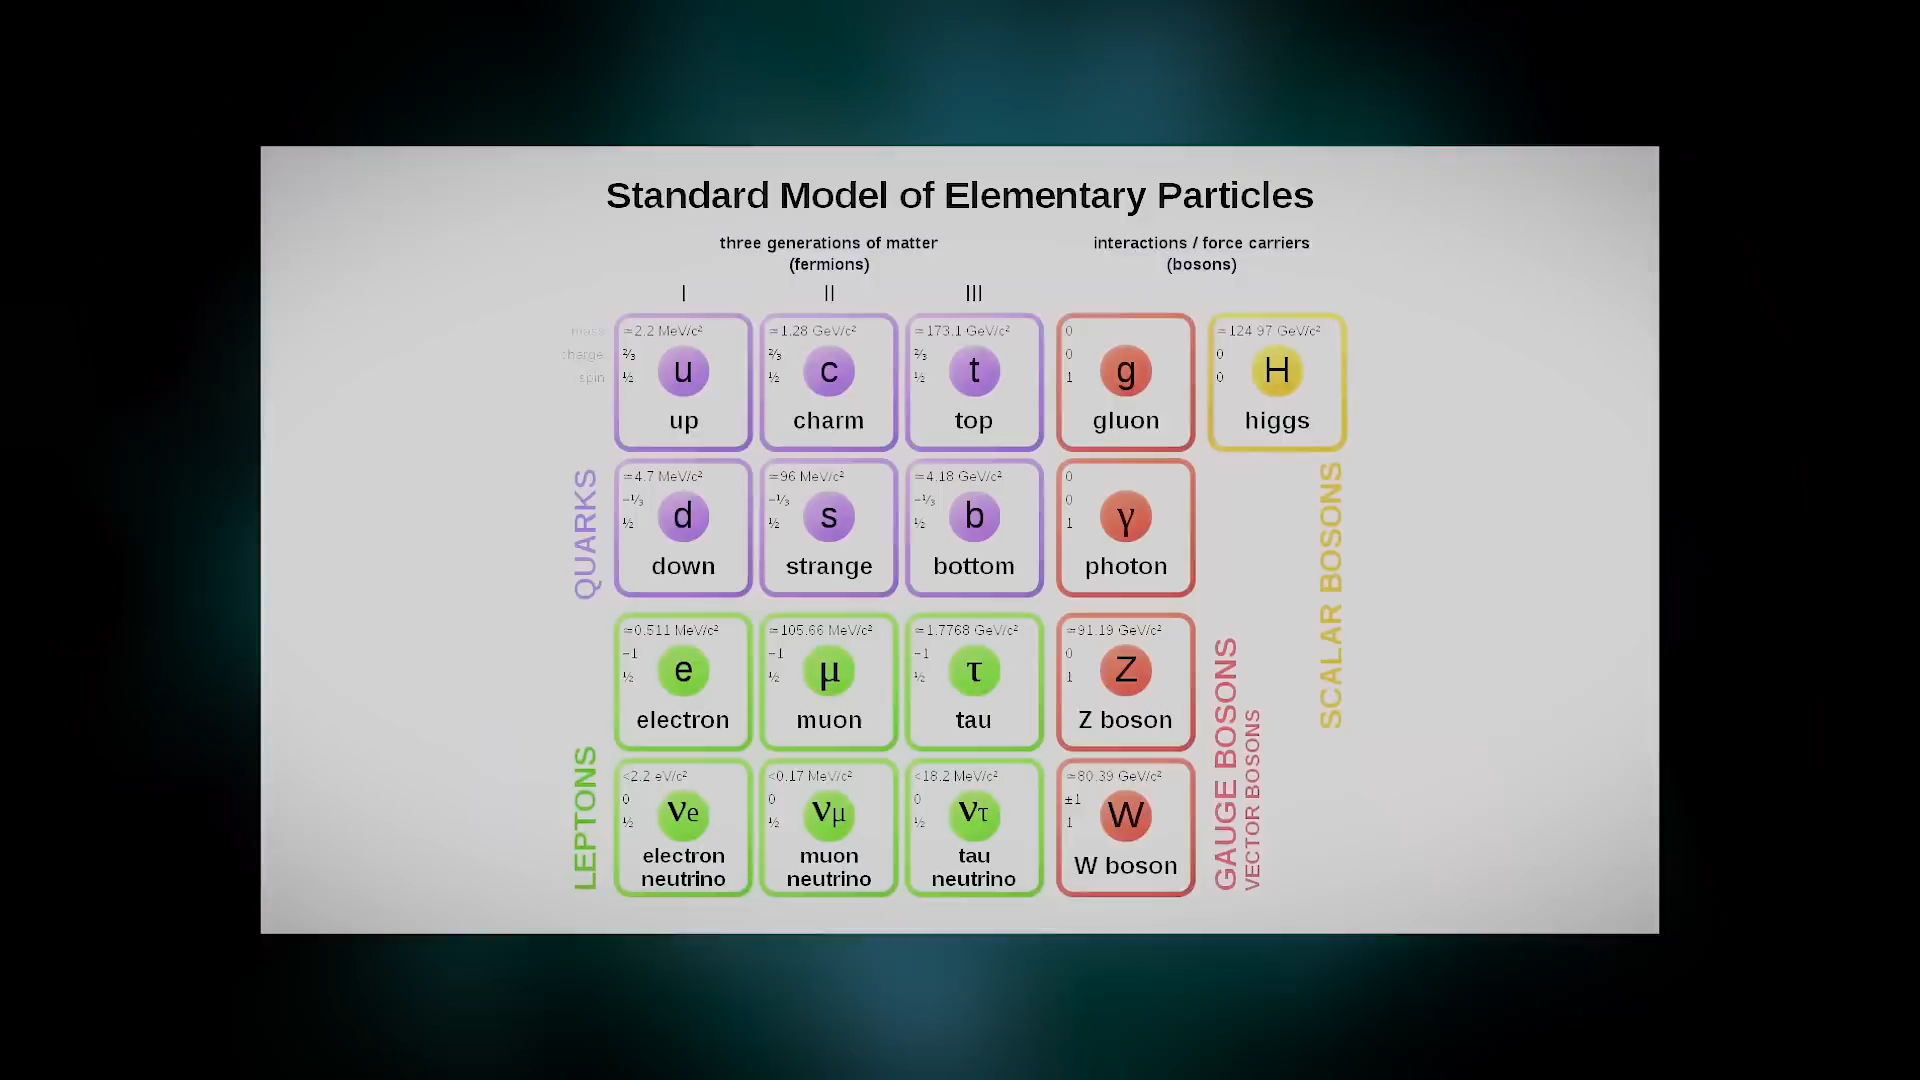 Standard Model of Elementary Particles
three generations of matter
(fermions)
interactions / force carriers
(bosons)
I II III
mass
charge
spin
≃2.2 MeV/c²
⅔
½
u
up
≃1.28 GeV/c²
⅔
½
c
charm
≃173.1 GeV/c²
⅔
½
t
top
0
0
1
g
gluon
≃124.97 GeV/c²
0
0
H
higgs
QUARKS
≃4.7 MeV/c²
−⅓
½
d
down
≃96 MeV/c²
−⅓
½
s
strange
≃4.18 GeV/c²
−⅓
½
b
bottom
0
0
1
γ
photon
SCALAR BOSONS
≃0.511 MeV/c²
−1
½
e
electron
≃105.66 MeV/c²
−1
½
μ
muon
≃1.7768 GeV/c²
−1
½
τ
tau
≃91.19 GeV/c²
0
1
Z
Z boson
LEPTONS
<2.2 eV/c²
0
½
νe
electron
neutrino
<0.17 MeV/c²
0
½
νμ
muon
neutrino
<18.2 MeV/c²
0
½
ντ
tau
neutrino
≃80.39 GeV/c²
±1
1
W
W boson
GAUGE BOSONS
VECTOR BOSONS